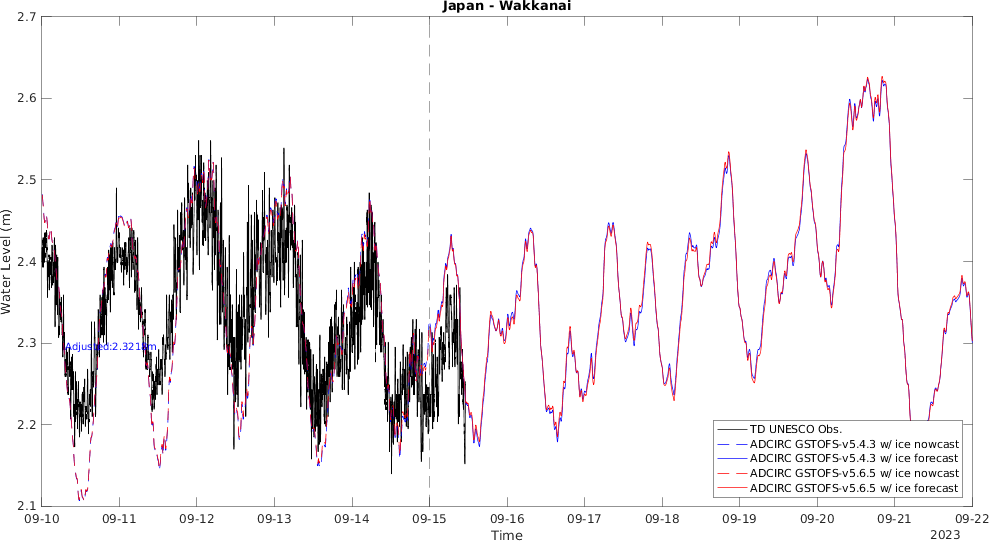 Japan - Wakkanai
Water Level (m)
2.7
2.6
2.5
2.4
2.3
2.2
2.1
Adjusted:2.3218m
TD UNESCO Obs.
ADCIRC GSTOFS-v5.4.3 w/ ice nowcast
ADCIRC GSTOFS-v5.4.3 w/ ice forecast
ADCIRC GSTOFS-v5.6.5 w/ ice nowcast
ADCIRC GSTOFS-v5.6.5 w/ ice forecast
09-10 09-11 09-12 09-13 09-14 09-15 09-16 09-17 09-18 09-19 09-20 09-21 09-22
Time
2023